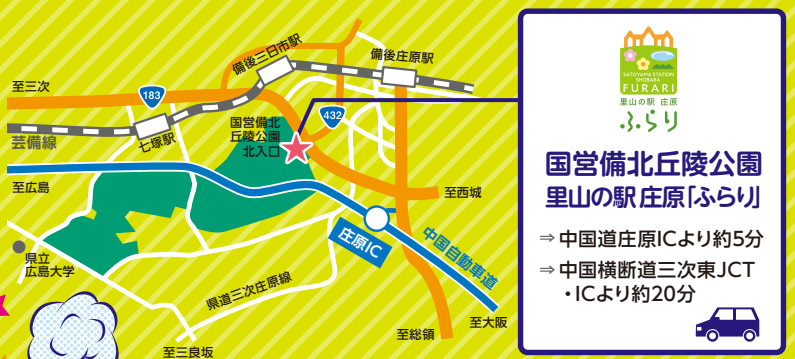 備後三日市駅
備後庄原駅
至三次
183
432
国営備北
丘陵公園
北入口
芸備線
七塚駅
至広島
至西城
庄原IC
中国自動車道
県立
広島大学
県道三次庄原線
至三良坂
至総領
至大阪
SATOYAMA STATION
SHOBARA
FURARI
里山の駅 庄原
ふらり
国営備北丘陵公園
里山の駅 庄原「ふらり」
⇒中国道庄原ICより約5分
⇒中国横断道三次東JCT
・ICより約20分